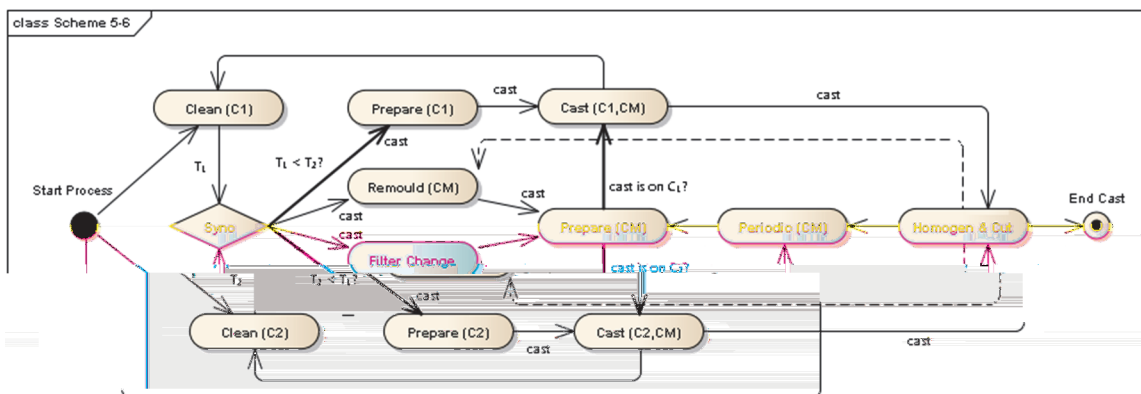 class Scheme 5-6
cast
cast
Clean (C1)
Prepare (C1)
Cast (C1,CM)
cast
T₁
T₁ < T₂?
Start Process
Remould (CM)
cast is on C₁?
cast
cast
End Cast
Sync
cast
Prepare (CM)
Periodio (CM)
Homogen & Cut
Filter Change
cast is on C₂?
T₂
T₂ < T₁?
cast
Clean (C2)
Prepare (C2)
Cast (C2,CM)
cast
cast